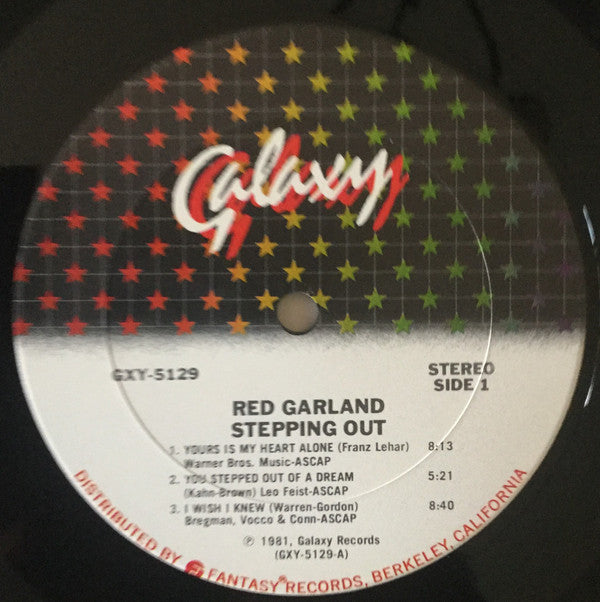 Galaxy
GXY-5129
STEREO
SIDE 1
RED GARLAND
STEPPING OUT
1. YOURS IS MY HEART ALONE (Franz Lehar) 8:13
Warner Bros. Music-ASCAP
2. YOU STEPPED OUT OF A DREAM 5:21
(Kahn-Brown) Leo Feist-ASCAP
3. I WISH I KNEW (Warren-Gordon) 8:40
Bregman, Vocco & Conn-ASCAP
℗ 1981, Galaxy Records
(GXY-5129-A)
DISTRIBUTED BY FANTASY® RECORDS, BERKELEY, CALIFORNIA